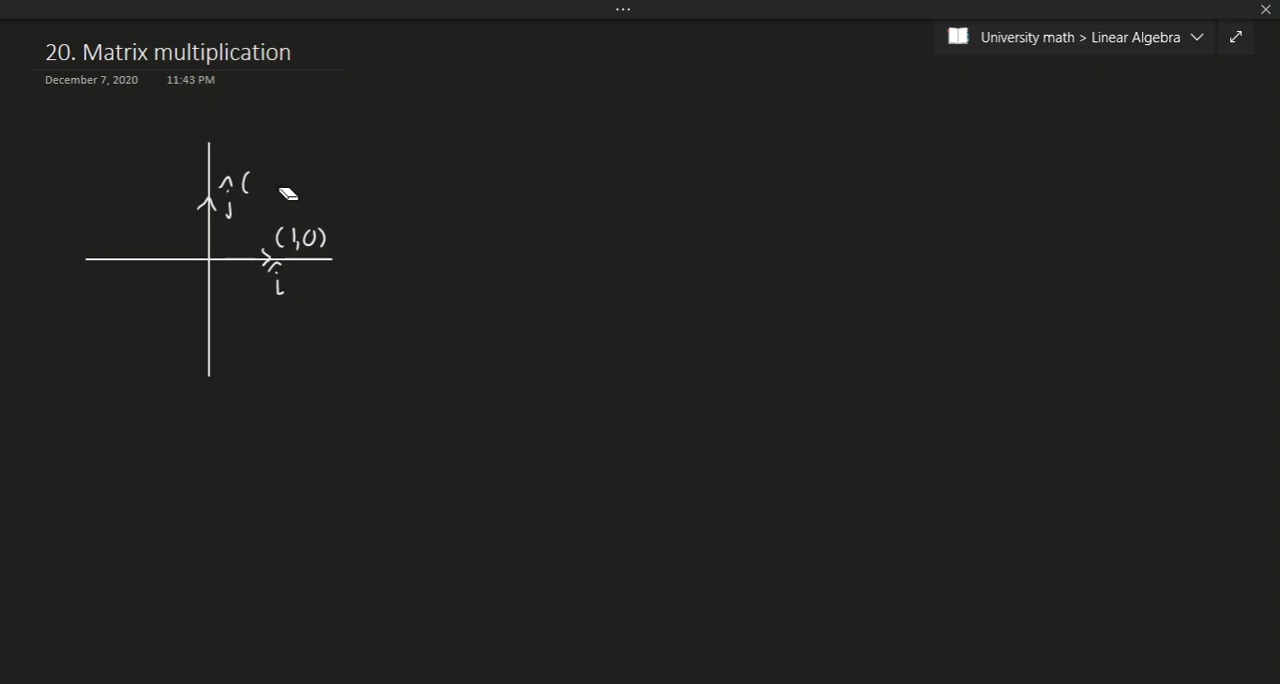 ...
University math > Linear Algebra
20. Matrix multiplication
December 7, 2020 11:43 PM
ĵ (
(1,0)
î